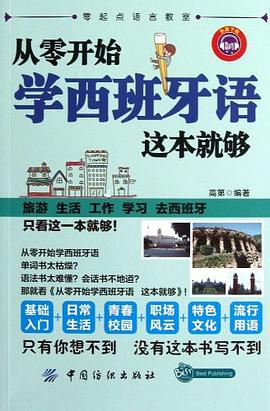 零起点语言教室
免费下载
从零开始
学西班牙语
这本就够
高第 ◎ 编著
旅游 生活 工作 学习 去西班牙
只看这一本就够!
从零开始学西班牙语
单词书太枯燥?
语法书太难懂?会话书不地道?
那就看《从零开始学西班牙语 这本就够》!
基础入门 + 日常生活 + 青春校园 + 职场风云 + 特色文化 + 流行用语
只有你想不到 没有这本书写不到
中国纺织出版社
Best Publishing